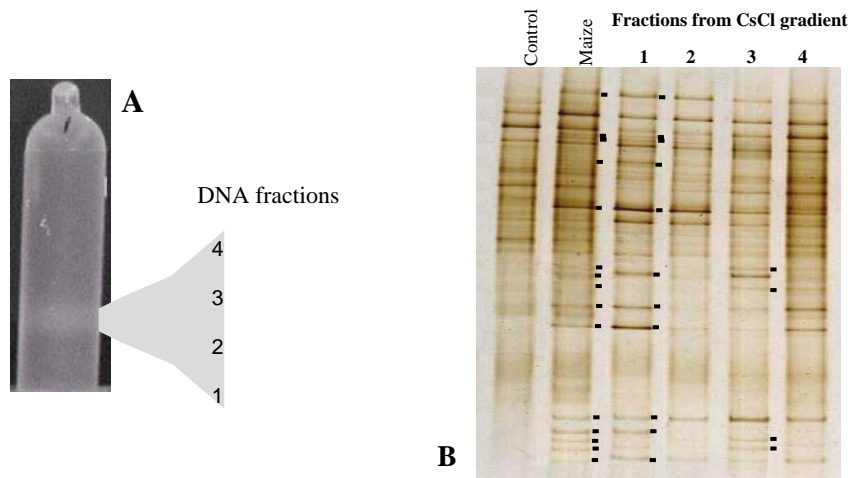 A
DNA fractions
4
3
2
1
Control
Maize
Fractions from CsCl gradient
1 2 3 4
B